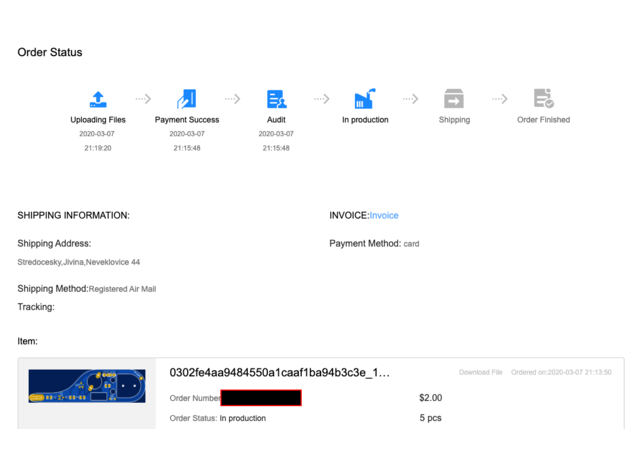 Order Status
Uploading Files
Payment Success
Audit
In production
Shipping
Order Finished
2020-03-07
2020-03-07
2020-03-07
21:19:20
21:15:48
21:15:48
SHIPPING INFORMATION:
INVOICE:Invoice
Shipping Address:
Payment Method: card
Stredocesky,Jivina,Neveklovice 44
Shipping Method:Registered Air Mail
Tracking:
Item:
0302fe4aa9484550a1caaf1ba94b3c3e_1...
Download File
Ordered on:2020-03-07 21:13:50
Order Number
$2.00
Order Status: In production
5 pcs